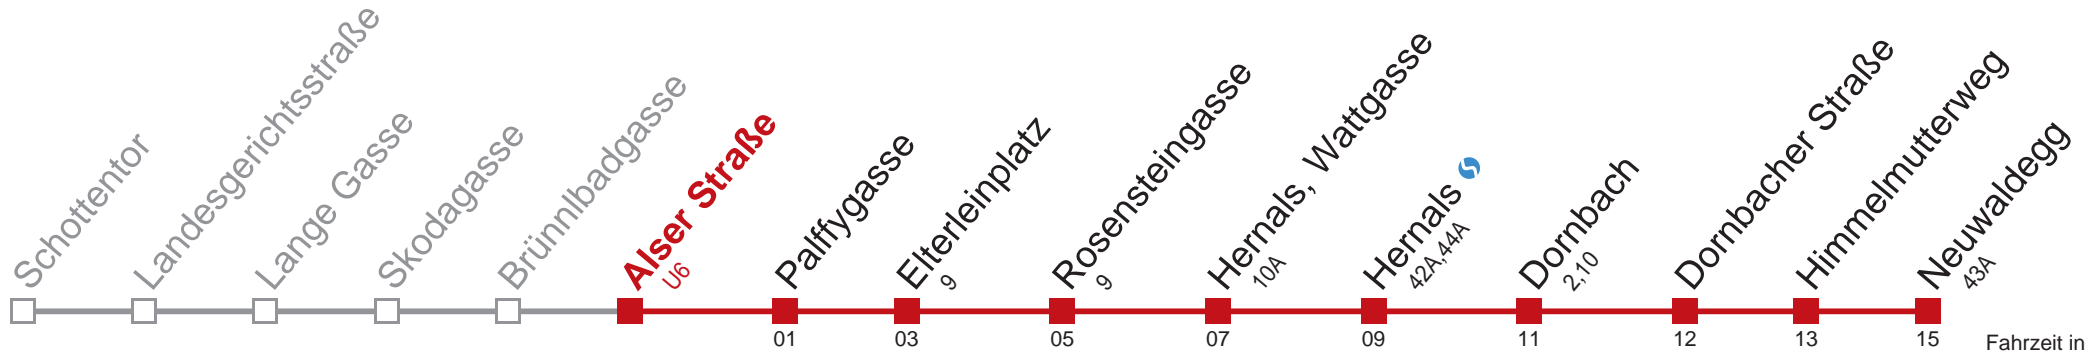 Schottentor
Landesgerichtsstraße
Lange Gasse
Skodagasse
Brünnlbadgasse
Alser Straße
U6
Palffygasse
Elterleinplatz
9
Rosensteingasse
9
Hernals, Wattgasse
10A
Hernals
42A,44A
Dornbach
2,10
Dornbacher Straße
Himmelmutterweg
Neuwaldegg
43A
01
03
05
07
09
11
12
13
15
Fahrzeit in